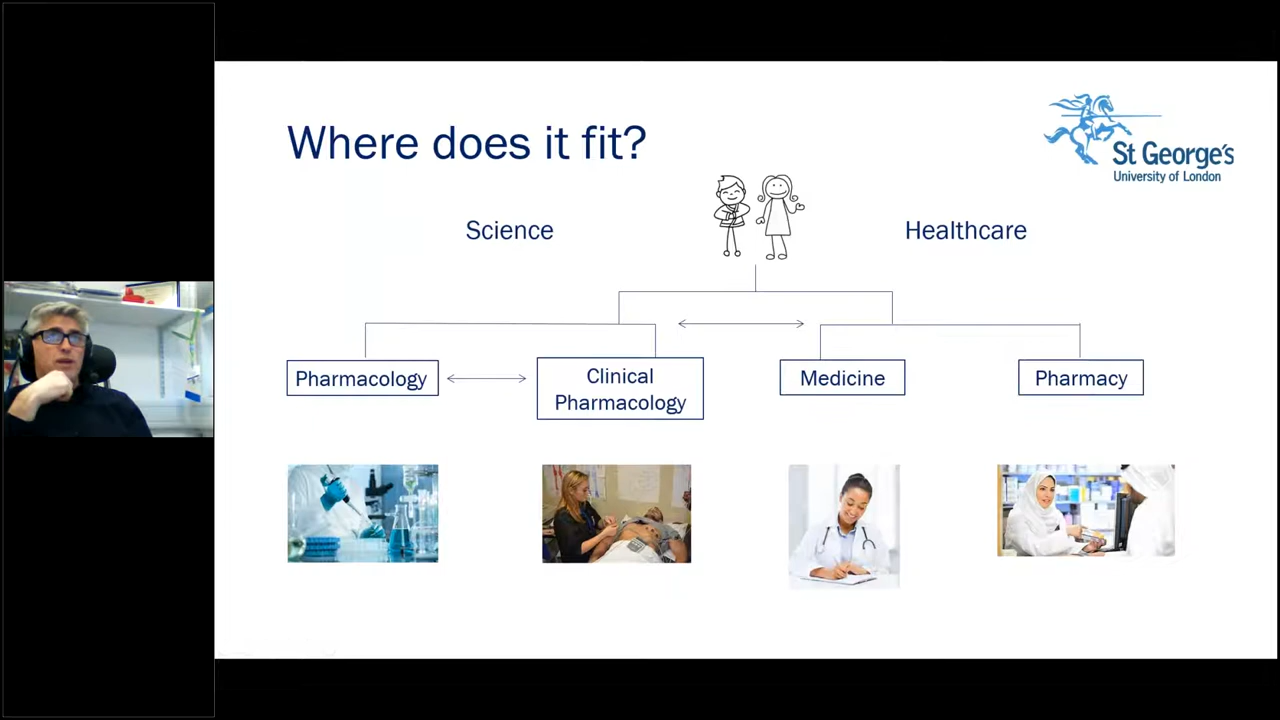 Where does it fit?
St George's
University of London
Science
Healthcare
Pharmacology
Clinical
Pharmacology
Medicine
Pharmacy